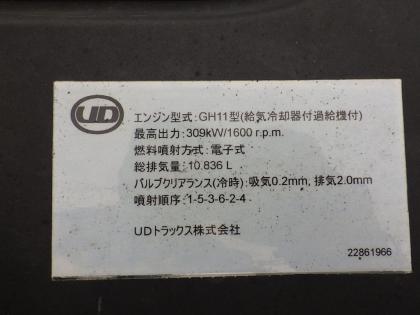 UD
エンジン型式:GH11型(給気冷却器付過給機付)
最高出力:309kW/1600 r.p.m.
燃料噴射方式:電子式
総排気量:10.836 L
バルブクリアランス(冷時):吸気0.2mm, 排気2.0mm
噴射順序:1-5-3-6-2-4
UDトラックス株式会社
22861966